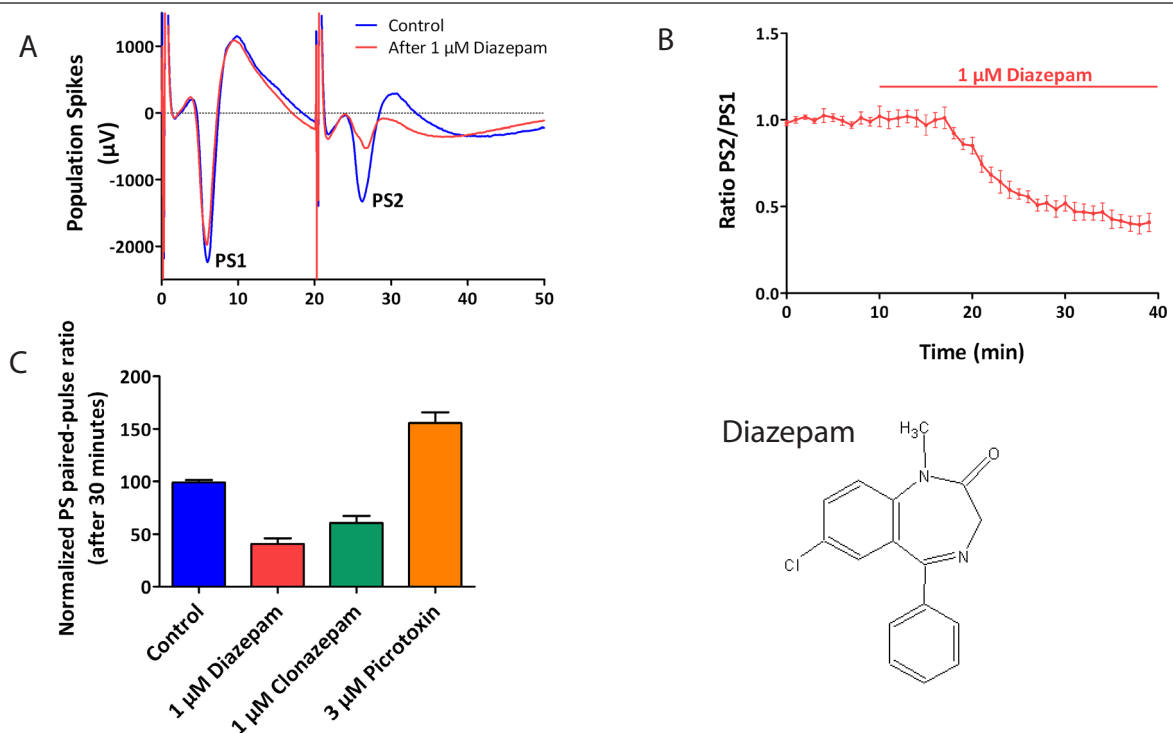 A
Control
After 1 µM Diazepam
Population Spikes
(µV)
1000
0
-1000
-2000
PS1
PS2
0
10
20
30
40
50
B
1 µM Diazepam
Ratio PS2/PS1
1.5
1.0
0.5
0.0
0
10
20
30
40
Time (min)
C
Normalized PS paired-pulse ratio
(after 30 minutes)
200
150
100
50
0
Control
1 µM Diazepam
1 µM Clonazepam
3 µM Picrotoxin
Diazepam
H3C
N
O
N
Cl